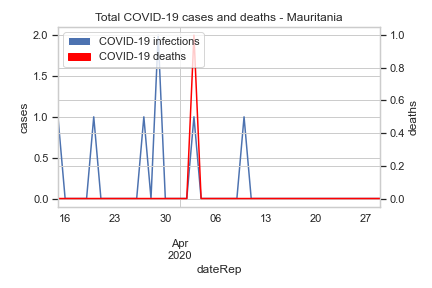 Total COVID-19 cases and deaths - Mauritania
COVID-19 infections
COVID-19 deaths
2.0
1.5
1.0
0.5
0.0
cases
1.0
0.8
0.6
0.4
0.2
0.0
deaths
16 23 30 06 13 20 27
Apr
2020
dateRep